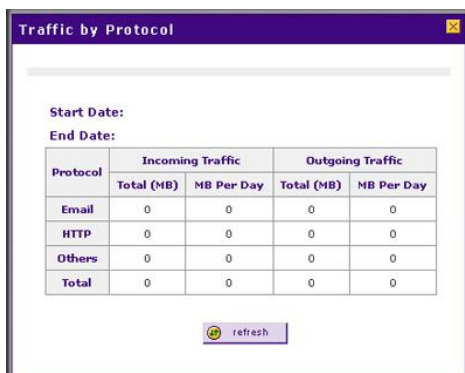 Traffic by Protocol
Start Date:
End Date:
Protocol Incoming Traffic Outgoing Traffic
Total (MB) MB Per Day Total (MB) MB Per Day
Email 0 0 0 0
HTTP 0 0 0 0
Others 0 0 0 0
Total 0 0 0 0
refresh